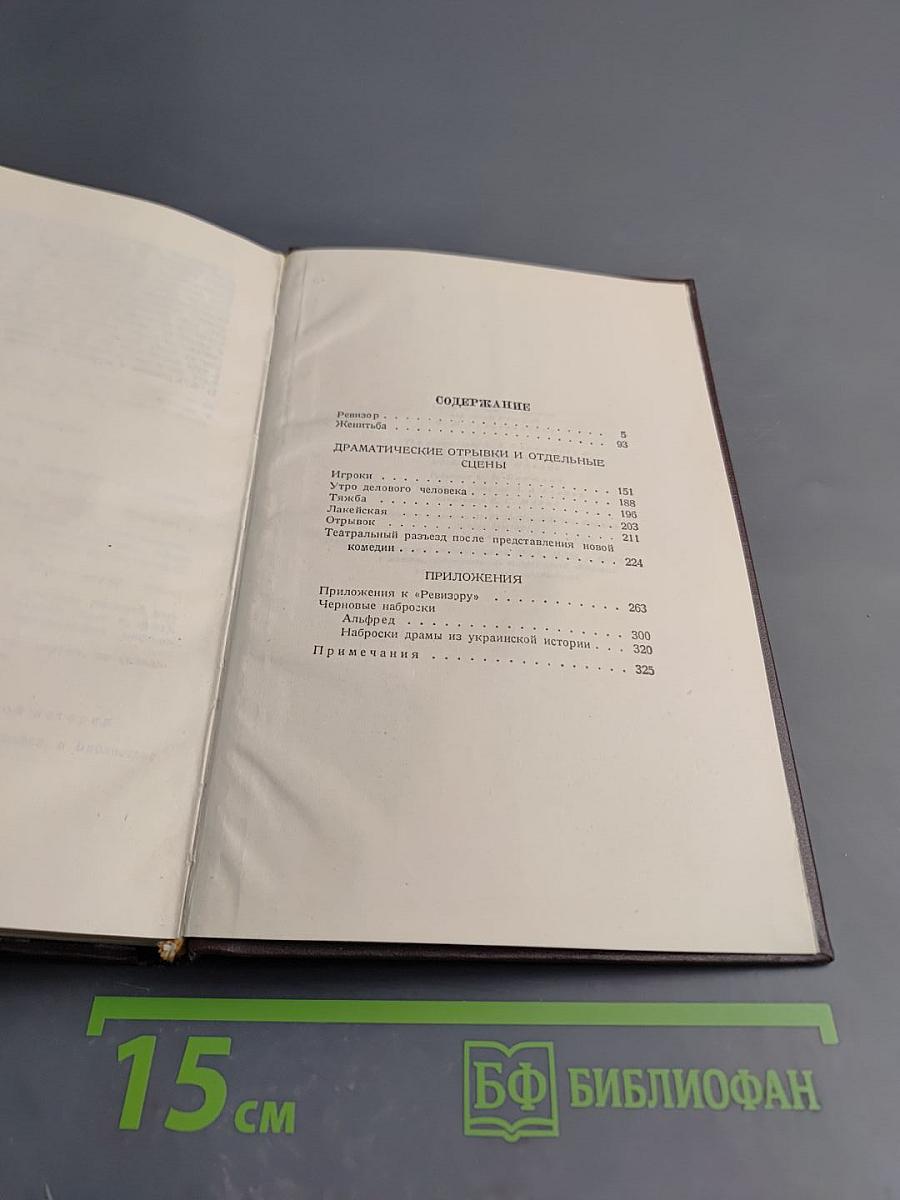 СОДЕРЖАНИЕ
Ревизор . . . . . . . . . . . . . . . . 5
Женитьба . . . . . . . . . . . . . . . . 93
ДРАМАТИЧЕСКИЕ ОТРЫВКИ И ОТДЕЛЬНЫЕ
СЦЕНЫ
Игроки . . . . . . . . . . . . . . . . 151
Утро делового человека . . . . . . . . . . 188
Тяжба . . . . . . . . . . . . . . . . 196
Лакейская . . . . . . . . . . . . . . . 203
Отрывок . . . . . . . . . . . . . . . . 211
Театральный разъезд после представления новой
комедии . . . . . . . . . . . . . . . 224
ПРИЛОЖЕНИЯ
Приложения к «Ревизору» . . . . . . . . . . 263
Черновые наброски
Альфред . . . . . . . . . . . . . . . 300
Наброски драмы из украинской истории . . . 320
Примечания . . . . . . . . . . . . . . 325
15 см
БФ БИБЛИОФАН